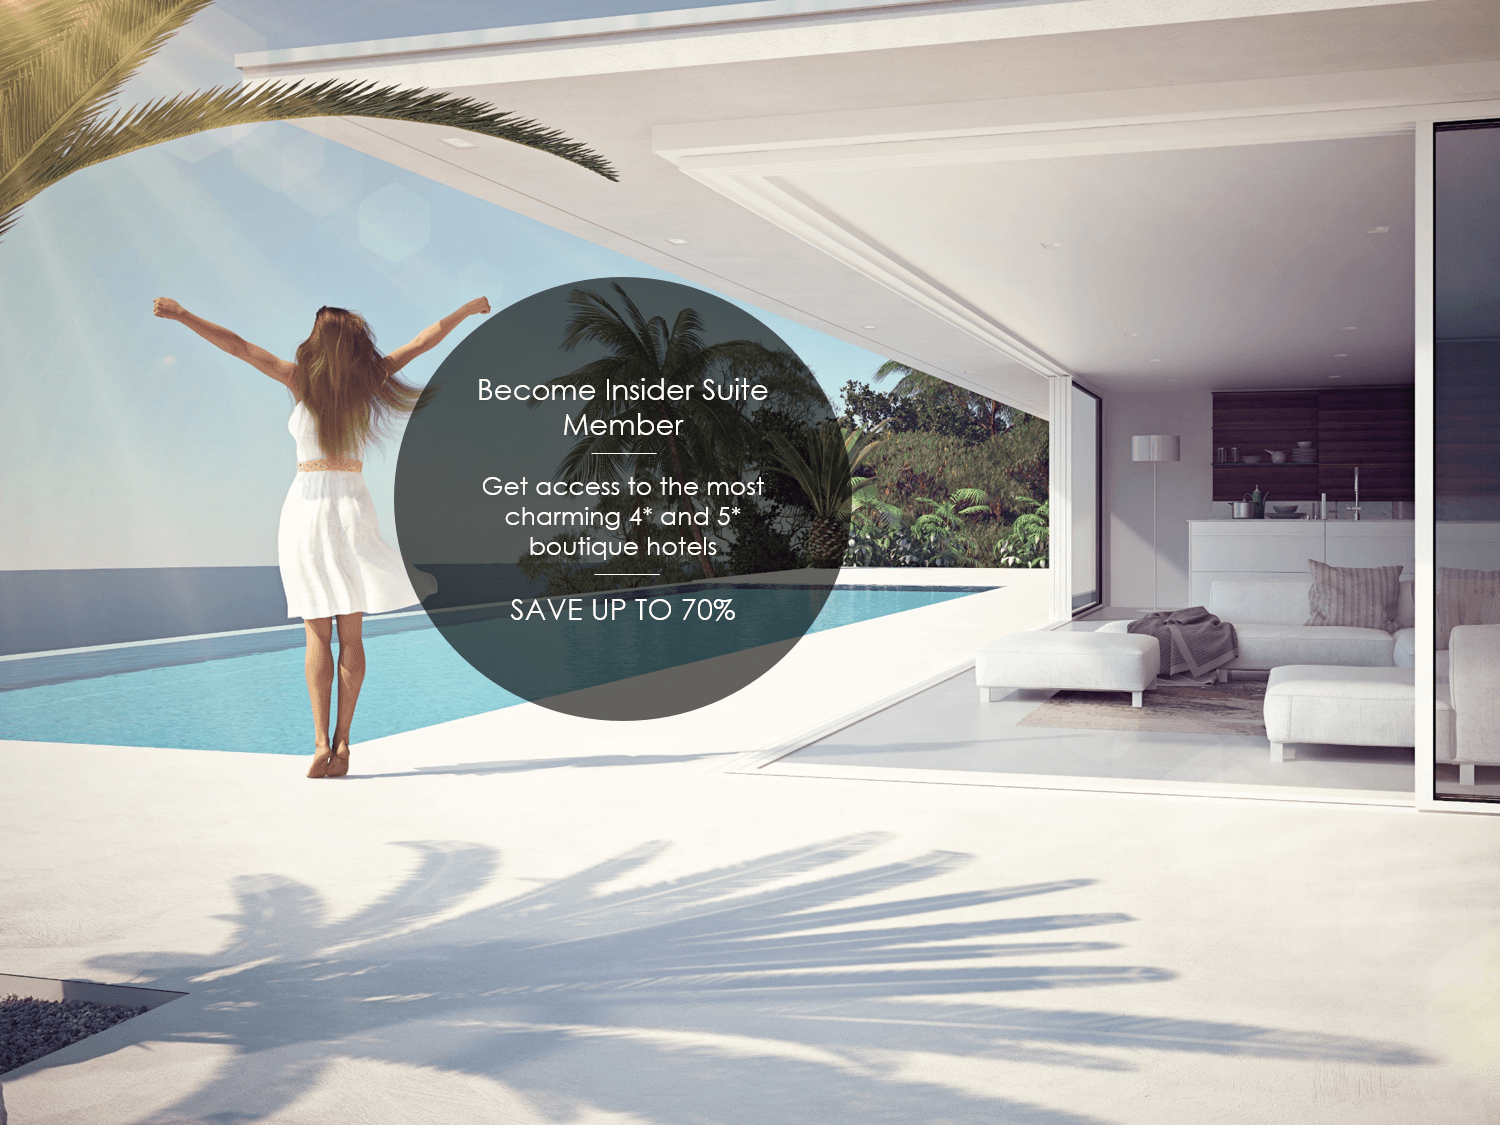 Become Insider Suite
Member
Get access to the most
charming 4* and 5*
boutique hotels
SAVE UP TO 70%